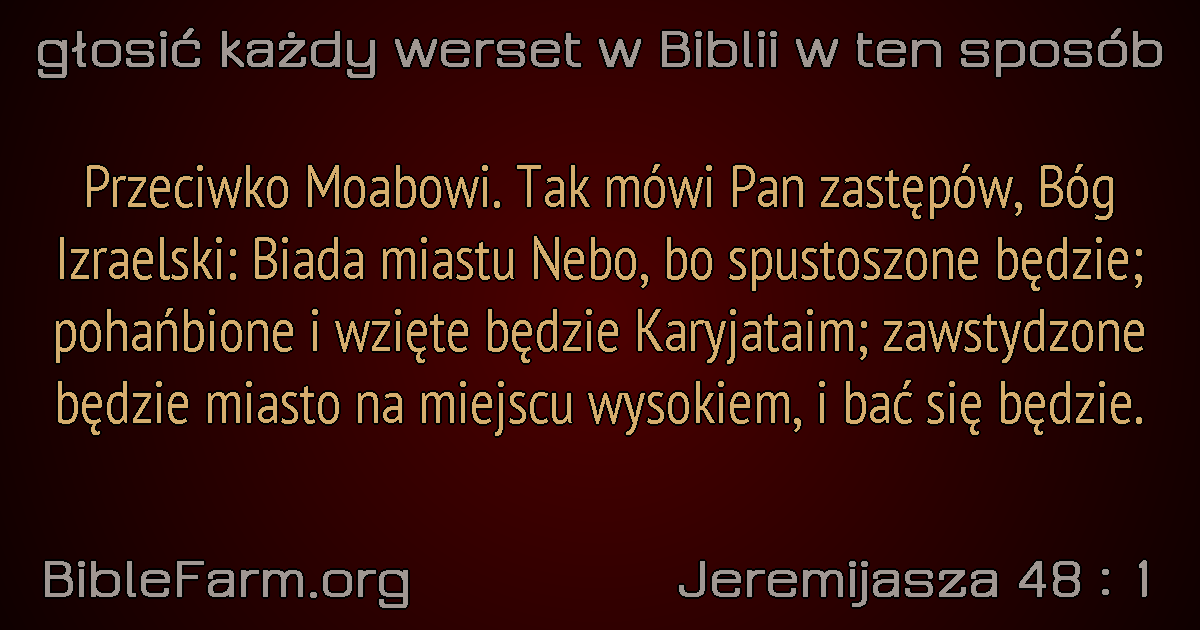 głosić każdy werset w Biblii w ten sposób
Przeciwko Moabowi. Tak mówi Pan zastępów, Bóg
Izraelski: Biada miastu Nebo, bo spustoszone będzie;
pohańbione i wzięte będzie Karyjataim; zawstydzone
będzie miasto na miejscu wysokiem, i bać się będzie.
BibleFarm.org
Jeremijasza 48 : 1